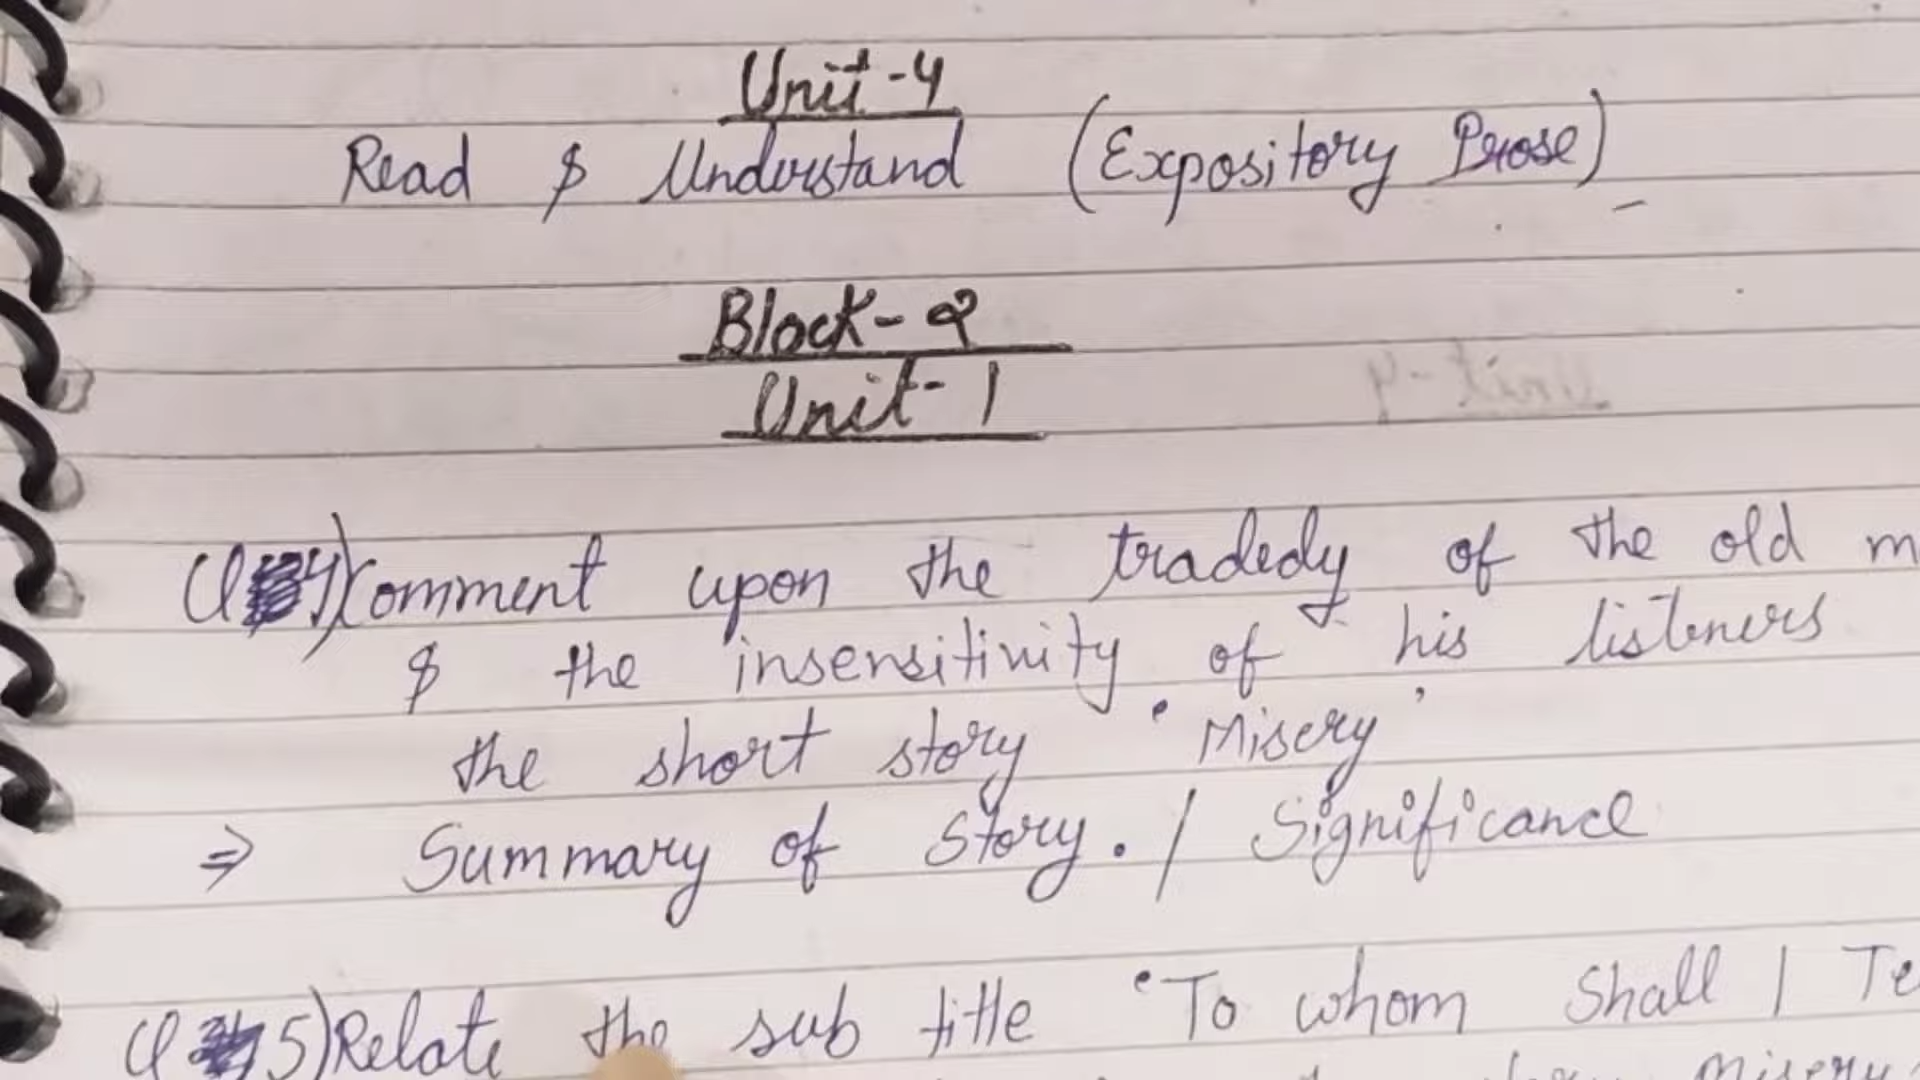 Unit-4
Read & Understand (Expository Prose)
Block-2
Unit-1
Q4) Comment upon the tradedy of the old m
& the insensitivity of his listeners
the short story 'Misery'
⇒ Summary of Story. / Significance
Q5) Relate the sub title 'To whom Shall I Te
Misery